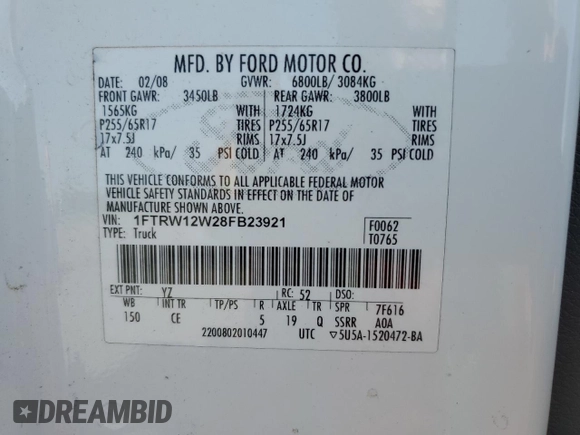 MFD. BY FORD MOTOR CO.
DATE: 02/08 GVWR: 6800LB/ 3084KG
FRONT GAWR: 3450LB REAR GAWR: 3800LB
1565KG WITH 1724KG WITH
P255/65R17 TIRES P255/65R17 TIRES
17x7.5J RIMS 17x7.5J RIMS
AT 240 kPa/ 35 PSI COLD AT 240 kPa/ 35 PSI COLD
THIS VEHICLE CONFORMS TO ALL APPLICABLE FEDERAL MOTOR
VEHICLE SAFETY STANDARDS IN EFFECT ON THE DATE OF
MANUFACTURE SHOWN ABOVE.
VIN: 1FTRW12W28FB23921 F0062
TYPE: Truck T0765
EXT PNT: YZ RC: 52 DSO:
WB INT TR TP/PS R AXLE TR SPR 7F616
150 CE 5 19 Q SSRR AOA
2200802010447 UTC ▽5U5A-1520472-BA
DREAMBID